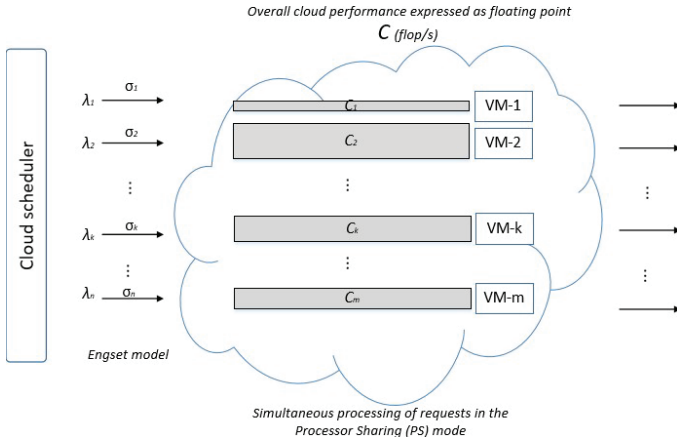 Overall cloud performance expressed as floating point
C (flop/s)
Cloud scheduler
λ1 σ1 C1 VM-1
λ2 σ2 C2 VM-2
⋮ ⋮ ⋮
λk σk Ck VM-k
⋮ ⋮ ⋮
λn σn Cm VM-m
Engset model
Simultaneous processing of requests in the
Processor Sharing (PS) mode